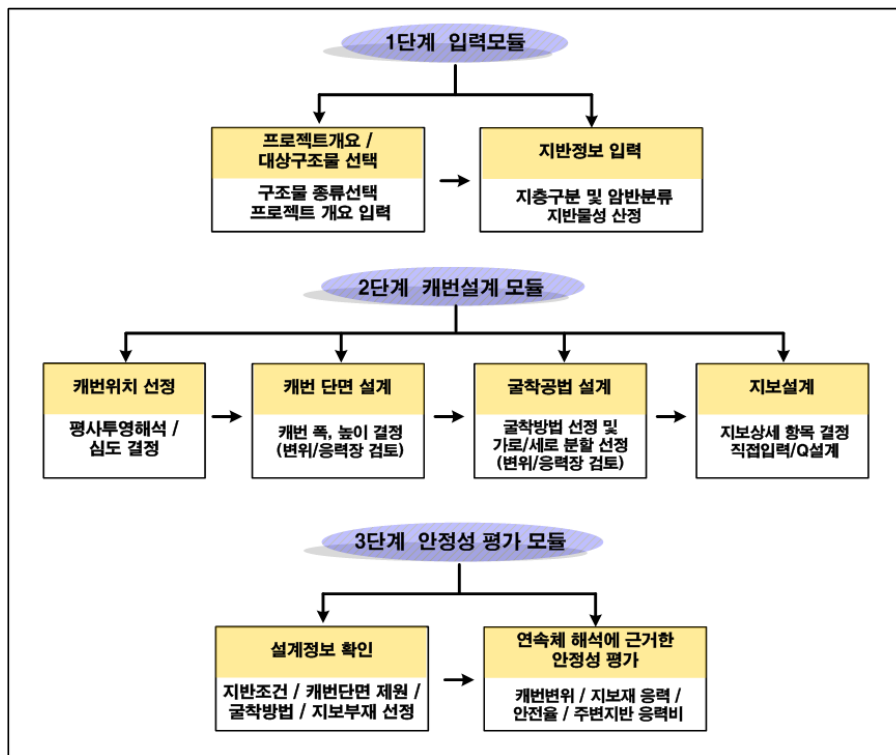 1단계 입력모듈
프로젝트개요 /
대상구조물 선택
구조물 종류선택
프로젝트 개요 입력
지반정보 입력
지층구분 및 암반분류
지반물성 산정
2단계 캐번설계 모듈
캐번위치 선정
평사투영해석 /
심도 결정
캐번 단면 설계
캐번 폭, 높이 결정
(변위/응력장 검토)
굴착공법 설계
굴착방법 선정 및
가로/세로 분할 선정
(변위/응력장 검토)
지보설계
지보상세 항목 결정
직접입력/Q설계
3단계 안정성 평가 모듈
설계정보 확인
지반조건 / 캐번단면 제원 /
굴착방법 / 지보부재 선정
연속체 해석에 근거한
안정성 평가
캐번변위 / 지보재 응력 /
안전율 / 주변지반 응력비